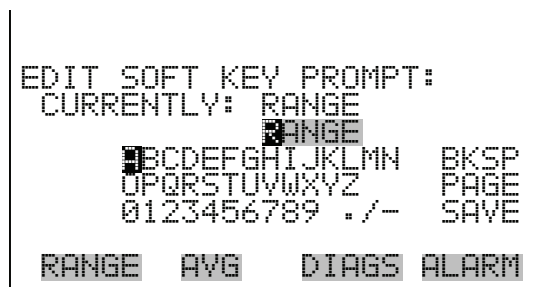 EDIT SOFT KEY PROMPT:
CURRENTLY: RANGE
RANGE
ABCDEFGHIJKLMN BKSP
OPQRSTUVWXYZ PAGE
0123456789 ./- SAVE
RANGE AVG DIAGS ALARM